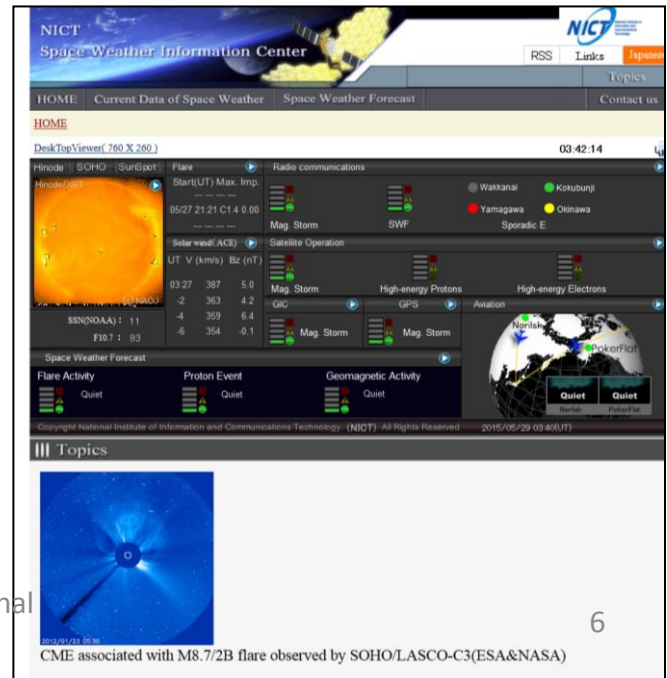 NICT
Space Weather Information Center
NICT
RSS Links Japanese
Topics
HOME Current Data of Space Weather Space Weather Forecast Contact us
HOME
DeskTopViewer( 760 X 260 ) 03:42:14
Hinode SOHO SunSpot
Hinode/XRT
SSN(NOAA) : 11
F10.7 : 93
Flare
Start(UT) Max. Imp.
--- --- ---
05/27 21:21 C1.4 0.00
--- --- ---
Solar wind( ACE)
UT V (km/s) Bz (nT)
03:27 387 5.0
-2 363 4.2
-4 359 6.4
-6 354 -0.1
Radio communications
Mag. Storm SWF
Wakkanai Kokubunji
Yamagawa Okinawa
Sporadic E
Satellite Operation
Mag. Storm High-energy Protons High-energy Electrons
GIC GPS Aviation
Mag. Storm Mag. Storm
Norilsk
PokerFlat
Quiet Quiet
Norilsk PokerFlat
Space Weather Forecast
Flare Activity Proton Event Geomagnetic Activity
Quiet Quiet Quiet
Copyright National Institute of Information and Communications Technology. (NICT) All Rights Reserved 2015/05/29 03:40(UT)
Topics
2012/01/23 05:30
CME associated with M8.7/2B flare observed by SOHO/LASCO-C3(ESA&NASA)
nal
6